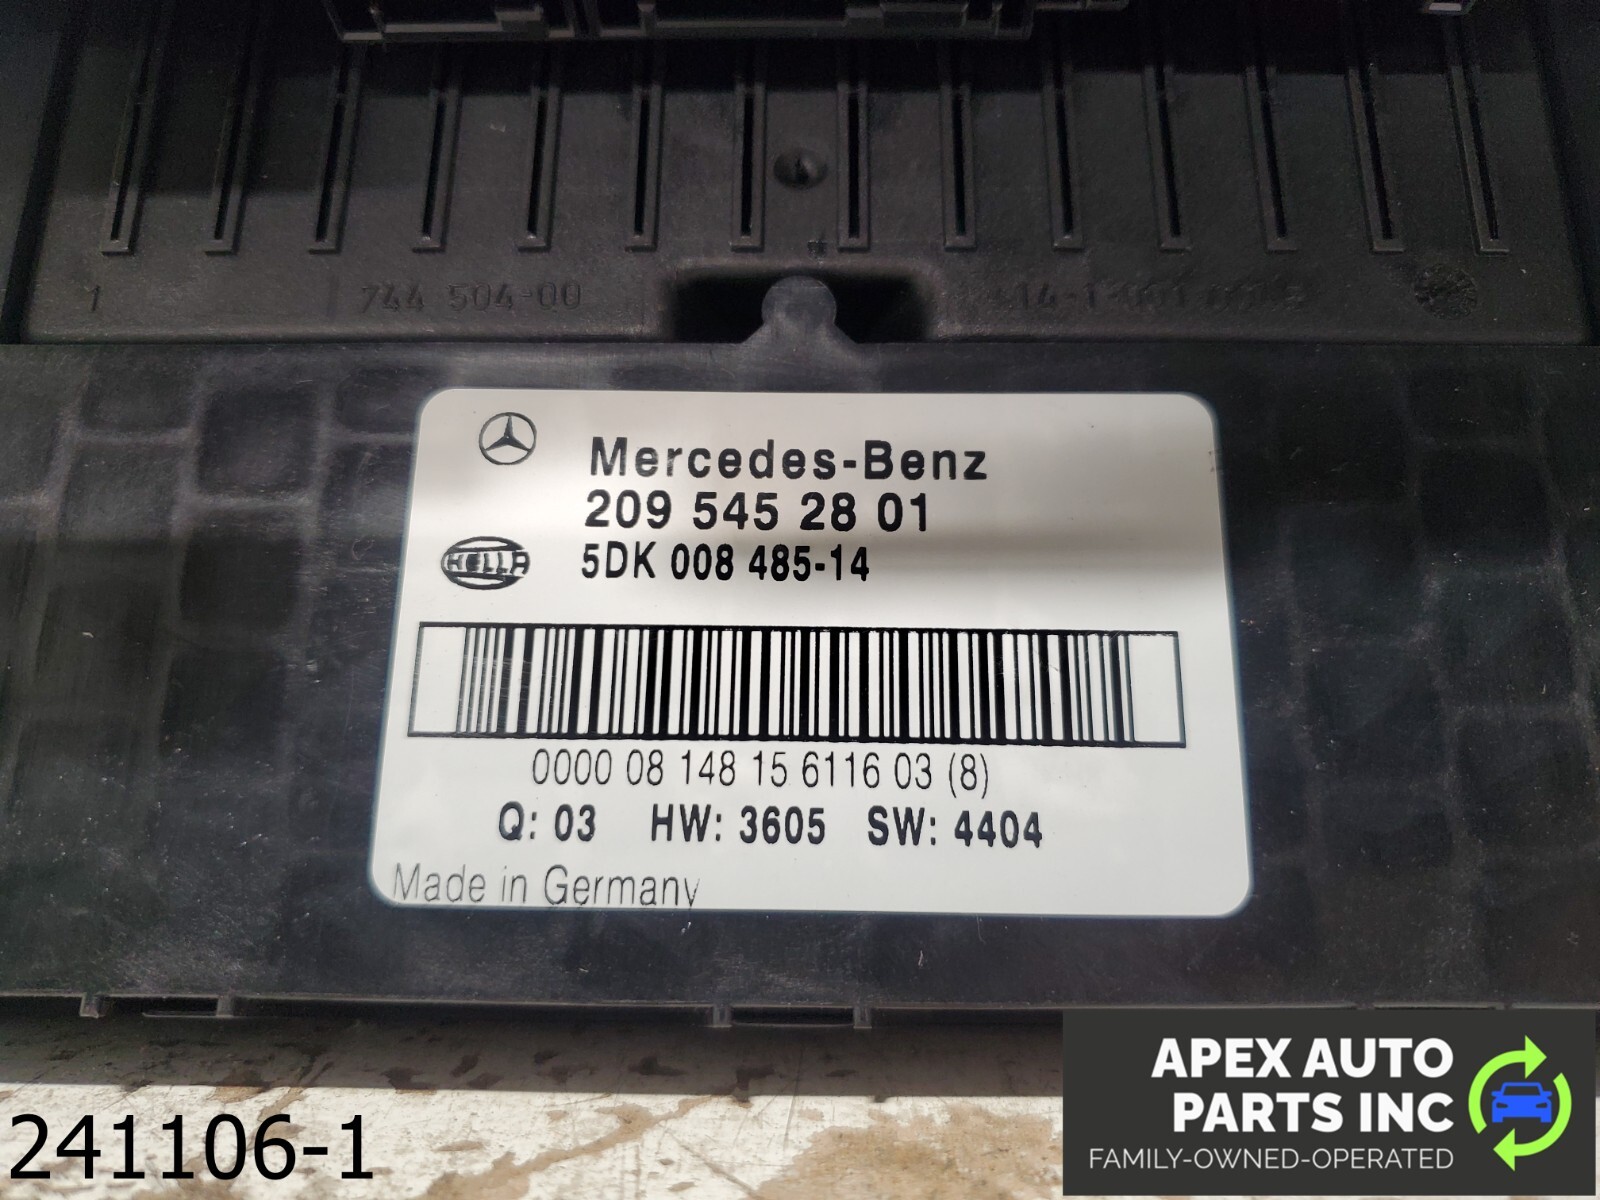 1
744 504-00
Mercedes-Benz
209 545 28 01
HELLA
5DK 008 485-14
0000 08 148 15 6116 03 (8)
Q: 03 HW: 3605 SW: 4404
Made in Germany
APEX AUTO
PARTS INC
FAMILY-OWNED-OPERATED
241106-1